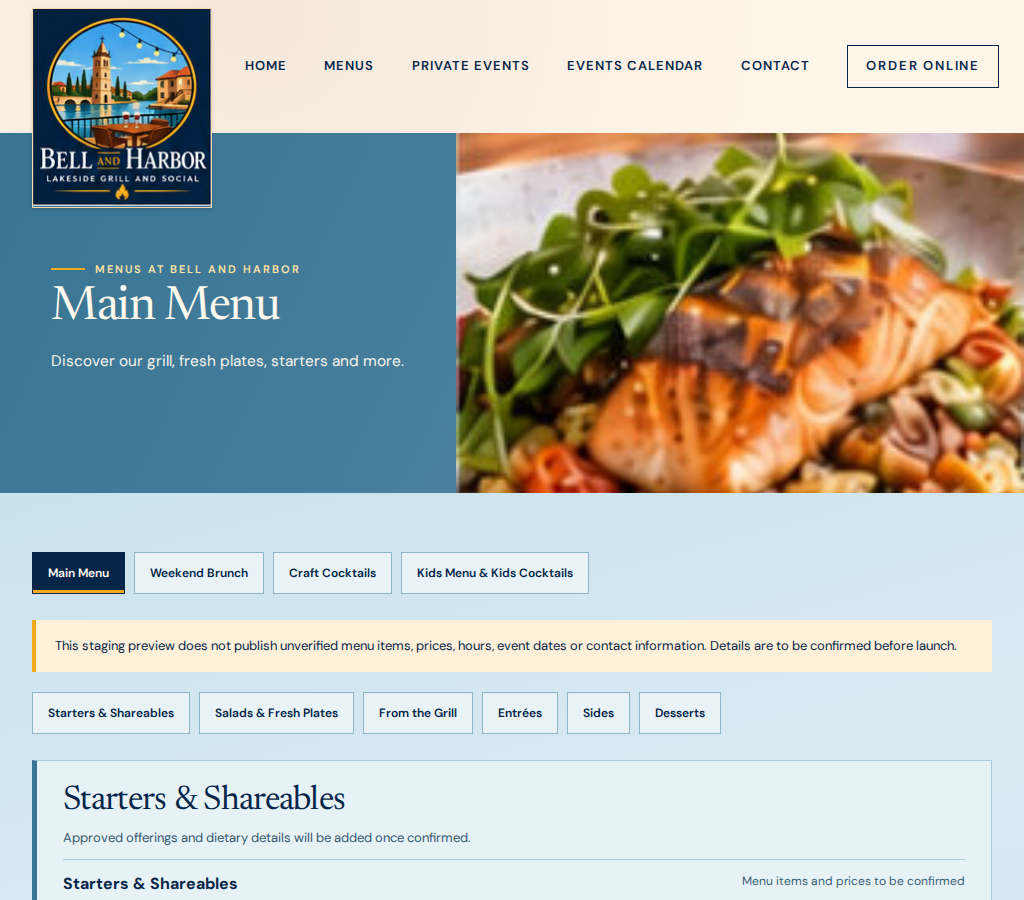 BELL AND HARBOR
LAKESIDE GRILL AND SOCIAL
HOME
MENUS
PRIVATE EVENTS
EVENTS CALENDAR
CONTACT
ORDER ONLINE
MENUS AT BELL AND HARBOR
Main Menu
Discover our grill, fresh plates, starters and more.
Main Menu
Weekend Brunch
Craft Cocktails
Kids Menu & Kids Cocktails
This staging preview does not publish unverified menu items, prices, hours, event dates or contact information. Details are to be confirmed before launch.
Starters & Shareables
Salads & Fresh Plates
From the Grill
Entrées
Sides
Desserts
Starters & Shareables
Approved offerings and dietary details will be added once confirmed.
Starters & Shareables
Menu items and prices to be confirmed